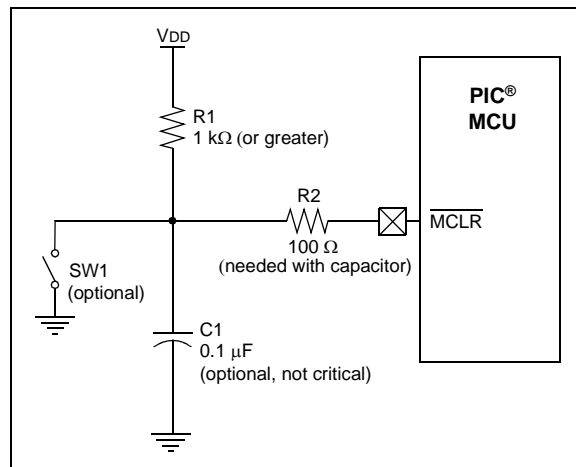 VDD
PIC®
MCU
R1
1 kΩ (or greater)
R2
MCLR
100 Ω
(needed with capacitor)
SW1
(optional)
C1
0.1 μF
(optional, not critical)